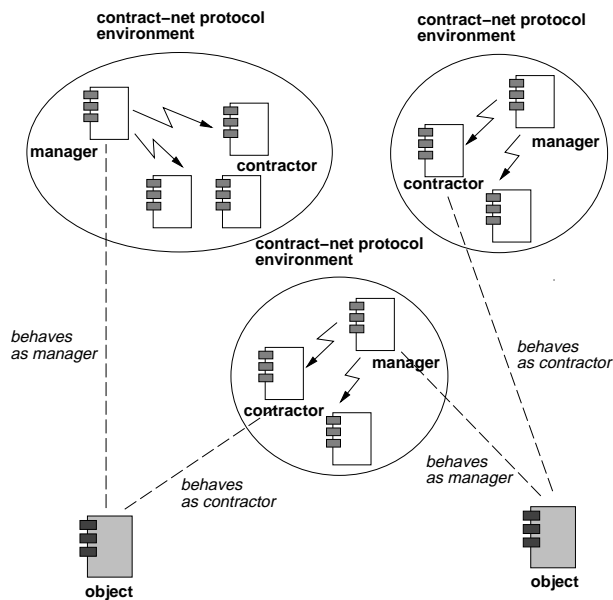 contract−net protocol
environment
contract−net protocol
environment
manager
contractor
manager
contractor
contract−net protocol
environment
behaves
as manager
manager
contractor
behaves
as contractor
behaves
as contractor
behaves
as manager
object
object